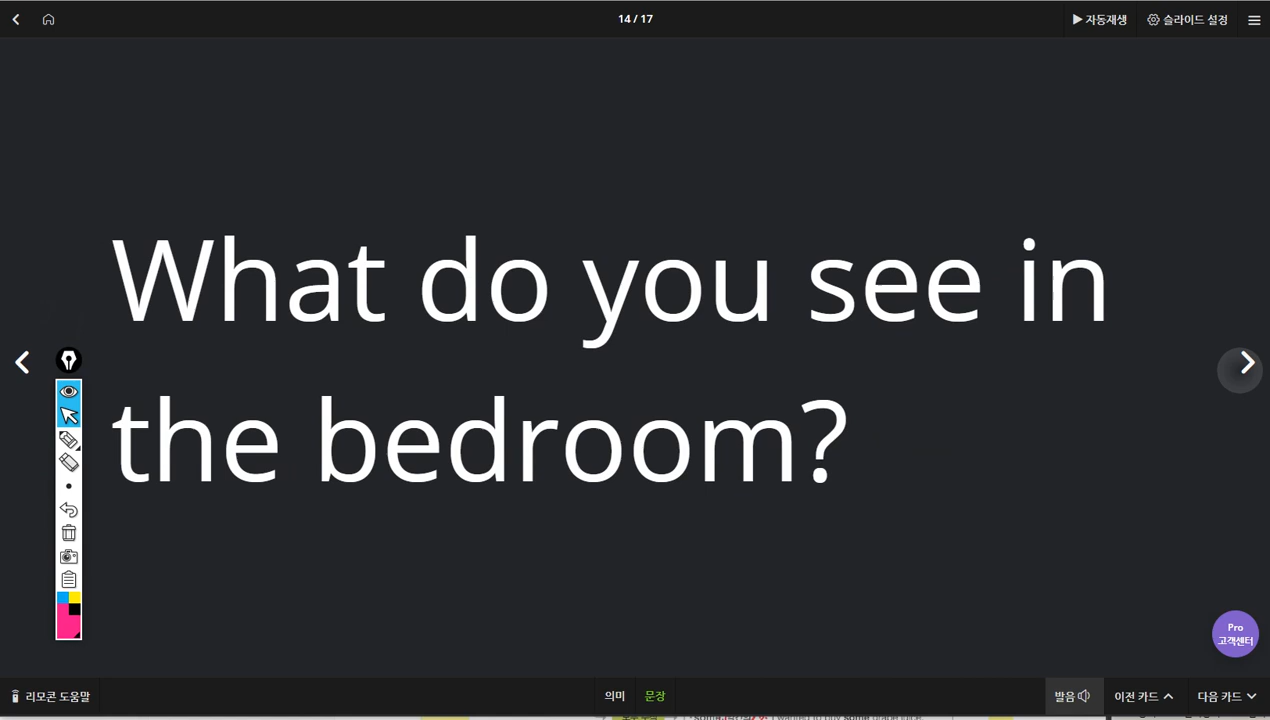 14 / 17
자동재생
슬라이드 설정
What do you see in
the bedroom?
Pro
고객센터
리모콘 도움말
의미
문장
발음
이전 카드
다음 카드